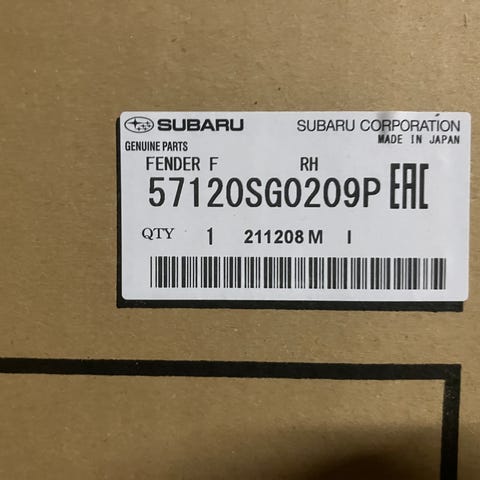 SUBARU SUBARU CORPORATION
MADE IN JAPAN
GENUINE PARTS
FENDER F RH
57120SG0209P EAC
QTY 1 211208 M I